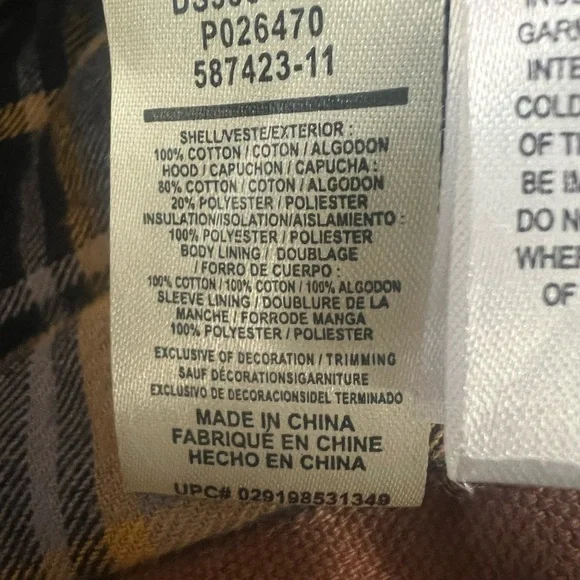 P026470
587423-11
SHELL/VESTE/EXTERIOR :
100% COTTON / COTON / ALGODON
HOOD / CAPUCHON / CAPUCHA :
80% COTTON / COTON / ALGODON
20% POLYESTER / POLIESTER
INSULATION/ISOLATION/AISLAMIENTO :
100% POLYESTER / POLIESTER
BODY LINING / DOUBLAGE
/ FORRO DE CUERPO :
100% COTTON / 100% COTON / 100% ALGODON
SLEEVE LINING / DOUBLURE DE LA
MANCHE / FORRODE MANGA
100% POLYESTER / POLIESTER
EXCLUSIVE OF DECORATION / TRIMMING
SAUF DÉCORATIONSIGARNITURE
EXCLUSIVO DE DECORACIONSIDEL TERMINADO
MADE IN CHINA
FABRIQUÉ EN CHINE
HECHO EN CHINA
UPC# 029198531349
INTE
COLD
OF T
BE IM
DO N
WHE
OF